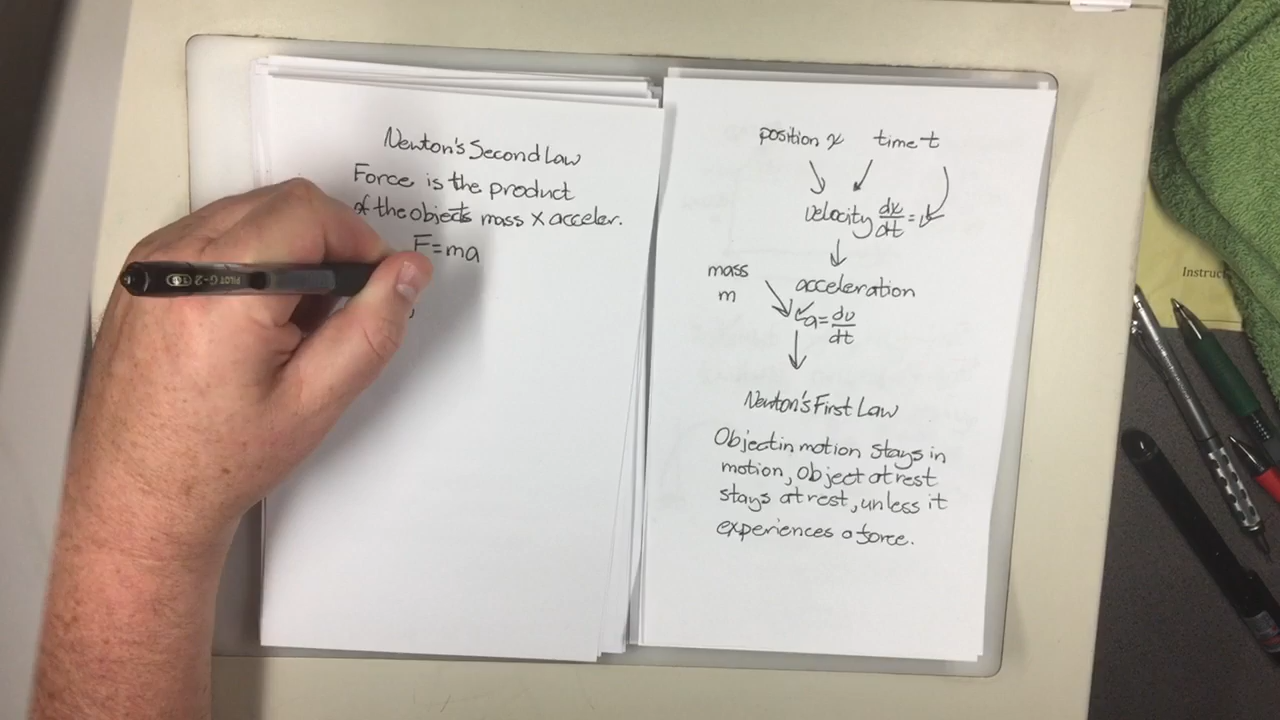 Newton's Second Law
Force is the product
of the objects mass x acceler.
F=ma
position x time t
velocity dx/dt = v
mass
m
acceleration
a = dv/dt
Newton's First Law
Object in motion stays in
motion, Object at rest
stays at rest, unless it
experiences a force.
PILOT G-2 10
Instruc